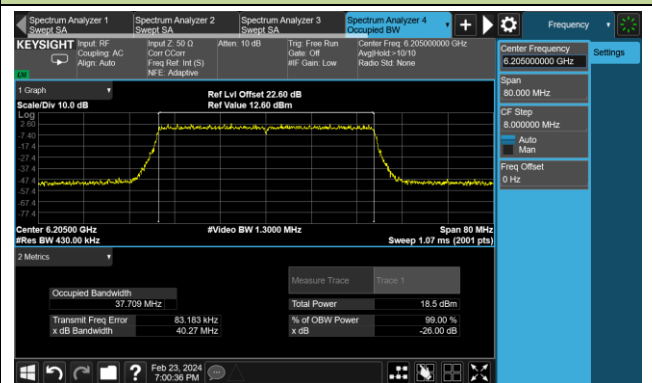 Spectrum Analyzer 1
Swept SA
Spectrum Analyzer 2
Swept SA
Spectrum Analyzer 3
Swept SA
Spectrum Analyzer 4
Occupied BW
Frequency
KEYSIGHT
Input: RF
Coupling: AC
Align: Auto
Input Z: 50 Ω
Corr CCorr
Freq Ref: Int (S)
NFE: Adaptive
Atten: 10 dB
Trig: Free Run
Gate: Off
#IF Gain: Low
Center Freq: 6.205000000 GHz
Avg|Hold:>10/10
Radio Std: None
Center Frequency
6.205000000 GHz
Settings
Span
80.000 MHz
CF Step
8.000000 MHz
Auto
Man
Freq Offset
0 Hz
1 Graph
Scale/Div 10.0 dB
Ref Lvl Offset 22.60 dB
Ref Value 12.60 dBm
Log
2.60
-7.40
-17.4
-27.4
-37.4
-47.4
-57.4
-67.4
-77.4
Center 6.20500 GHz
#Res BW 430.00 kHz
#Video BW 1.3000 MHz
Span 80 MHz
Sweep 1.07 ms (2001 pts)
2 Metrics
Measure Trace
Trace 1
Occupied Bandwidth
37.709 MHz
Total Power
18.5 dBm
Transmit Freq Error
83.183 kHz
% of OBW Power
99.00 %
x dB Bandwidth
40.27 MHz
x dB
-26.00 dB
?
Feb 23, 2024
7:00:36 PM